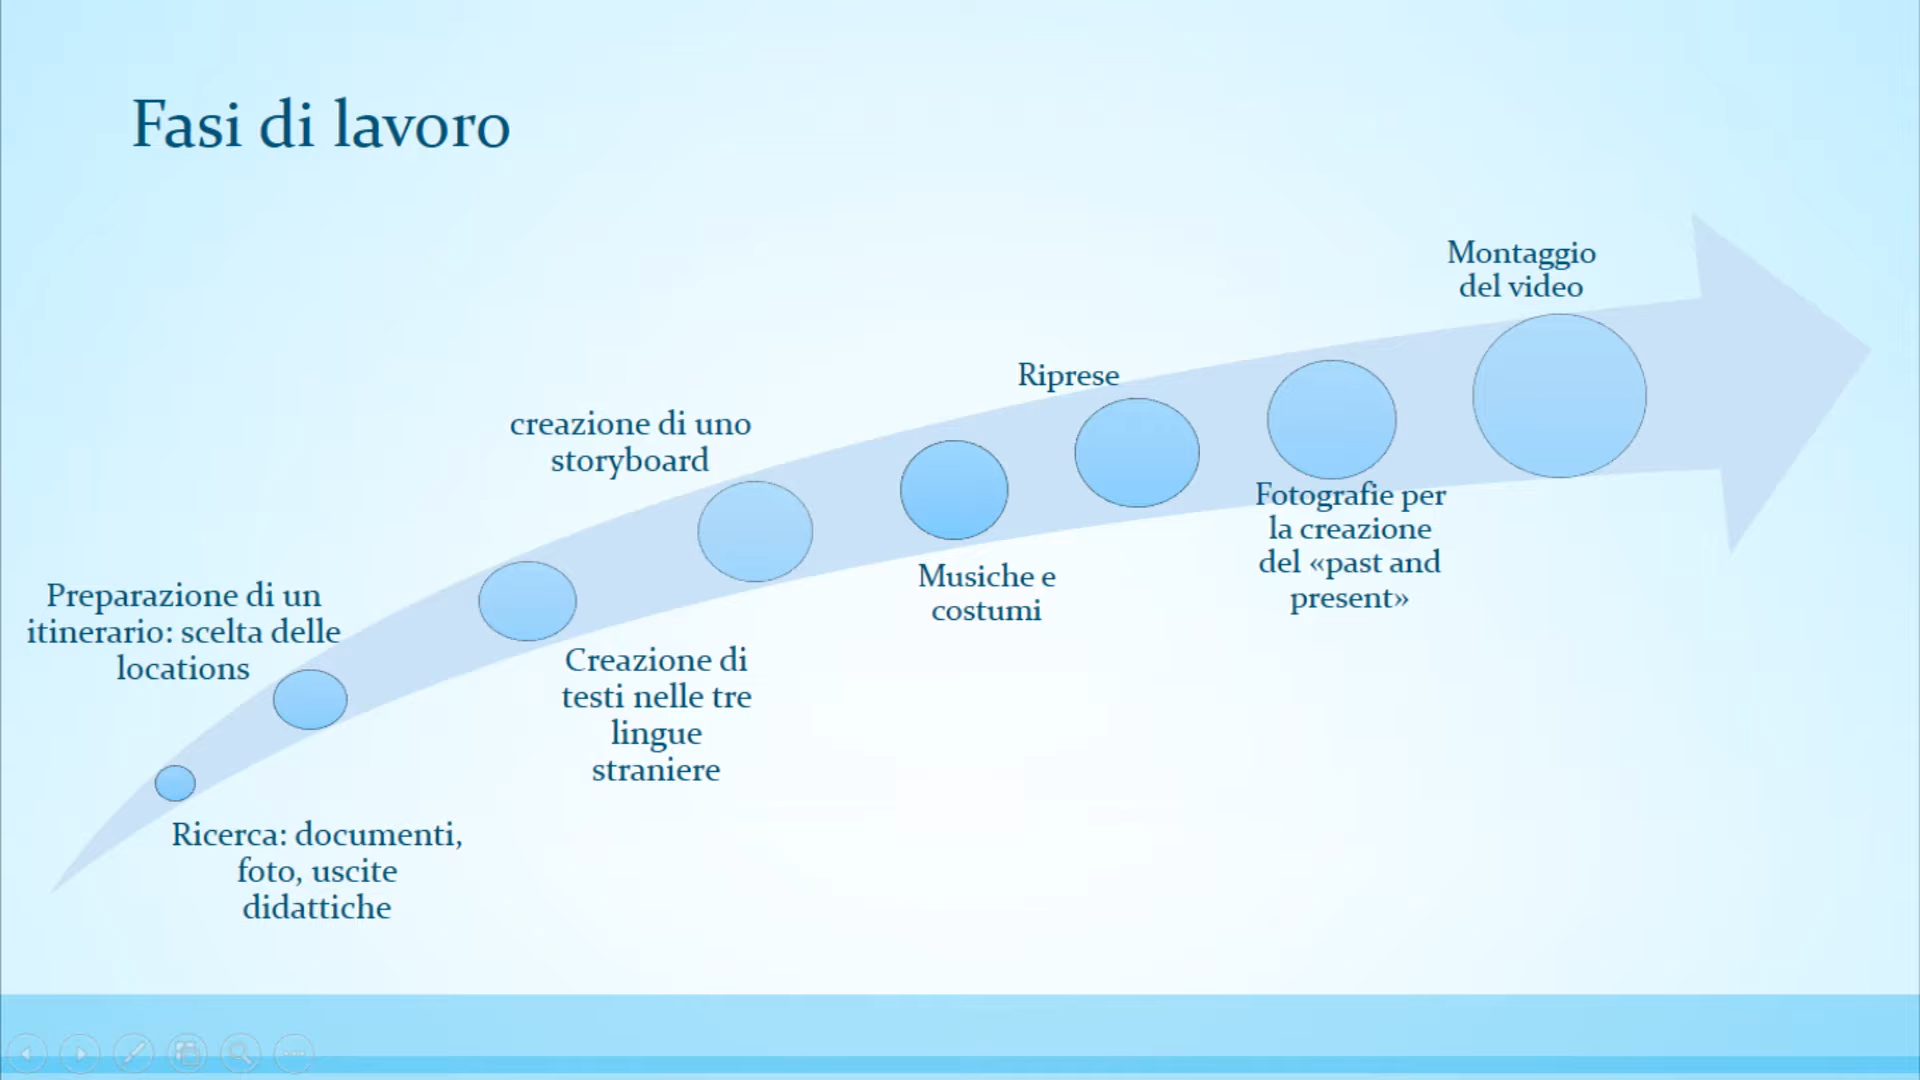 Fasi di lavoro
Ricerca: documenti,
foto, uscite
didattiche
Preparazione di un
itinerario: scelta delle
locations
Creazione di
testi nelle tre
lingue
straniere
creazione di uno
storyboard
Musiche e
costumi
Riprese
Fotografie per
la creazione
del «past and
present»
Montaggio
del video